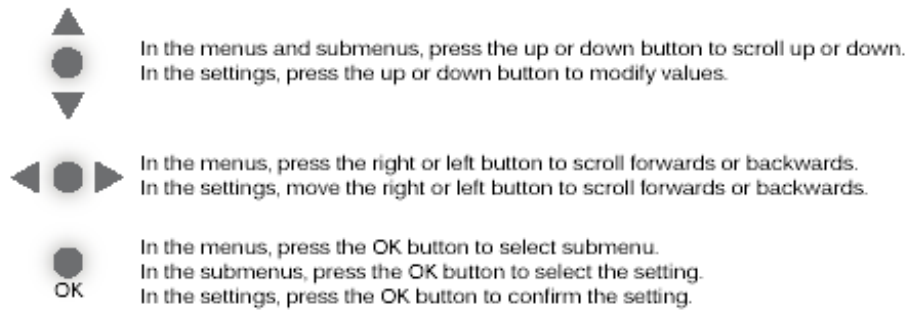 In the menus and submenus, press the up or down button to scroll up or down.
In the settings, press the up or down button to modify values.
In the menus, press the right or left button to scroll forwards or backwards.
In the settings, move the right or left button to scroll forwards or backwards.
In the menus, press the OK button to select submenu.
In the submenus, press the OK button to select the setting.
In the settings, press the OK button to confirm the setting.
OK